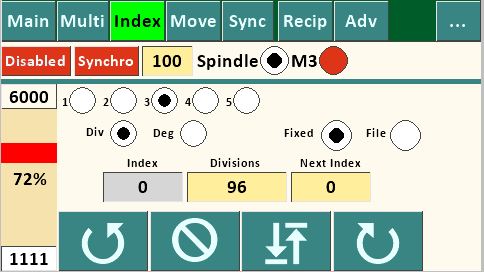 Main Multi Index Move Sync Recip Adv ...
Disabled Synchro 100 Spindle M3
6000 1 2 3 4 5
Div Deg Fixed File
Index Divisions Next Index
72% 0 96 0
1111